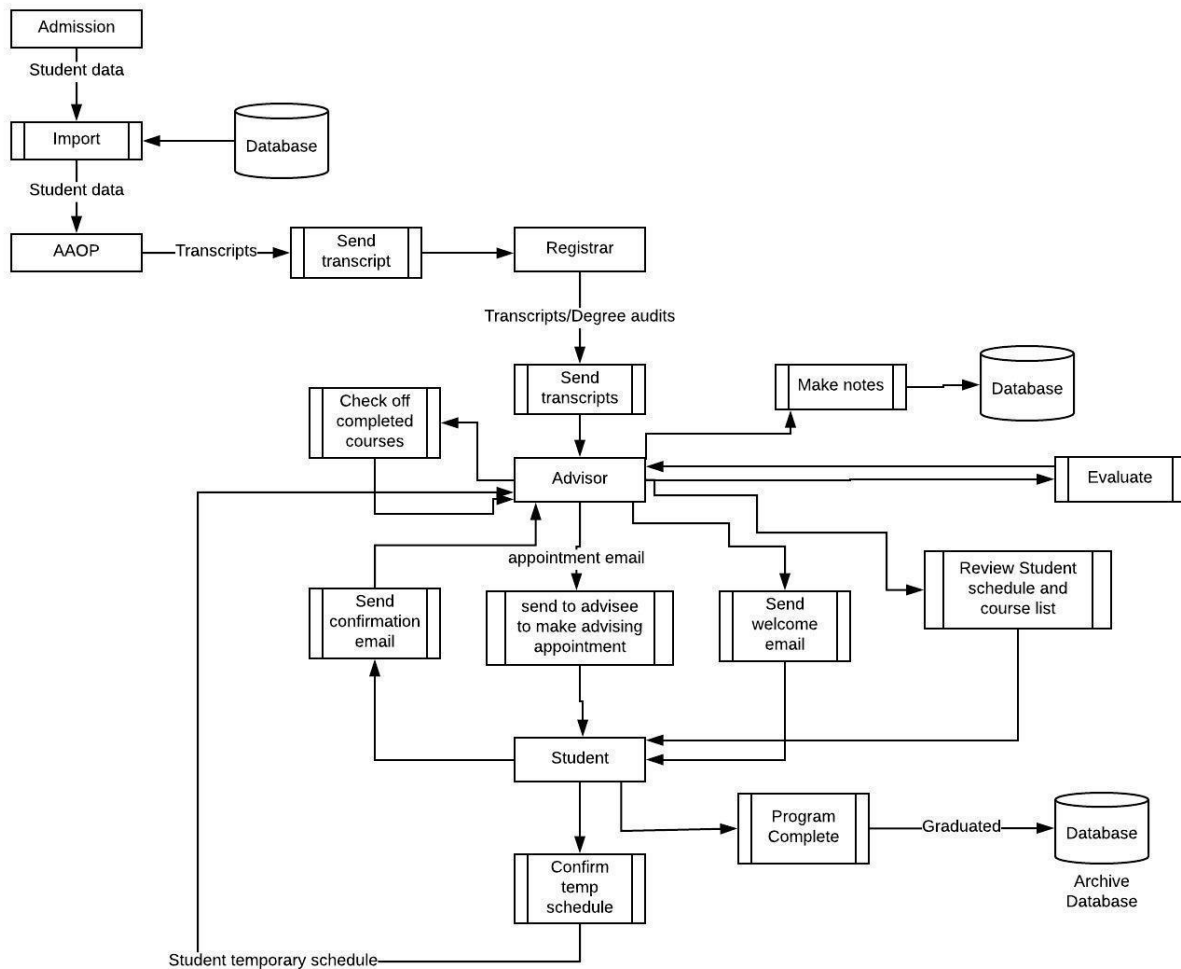 Admission
Student data
Import
Database
Student data
AAOP
Transcripts
Send
transcript
Registrar
Transcripts/Degree audits
Send
transcripts
Make notes
Database
Check off
completed
courses
Advisor
Evaluate
appointment email
Send
confirmation
email
send to advisee
to make advising
appointment
Send
welcome
email
Review Student
schedule and
course list
Student
Program
Complete
Graduated
Database
Archive
Database
Confirm
temp
schedule
Student temporary schedule